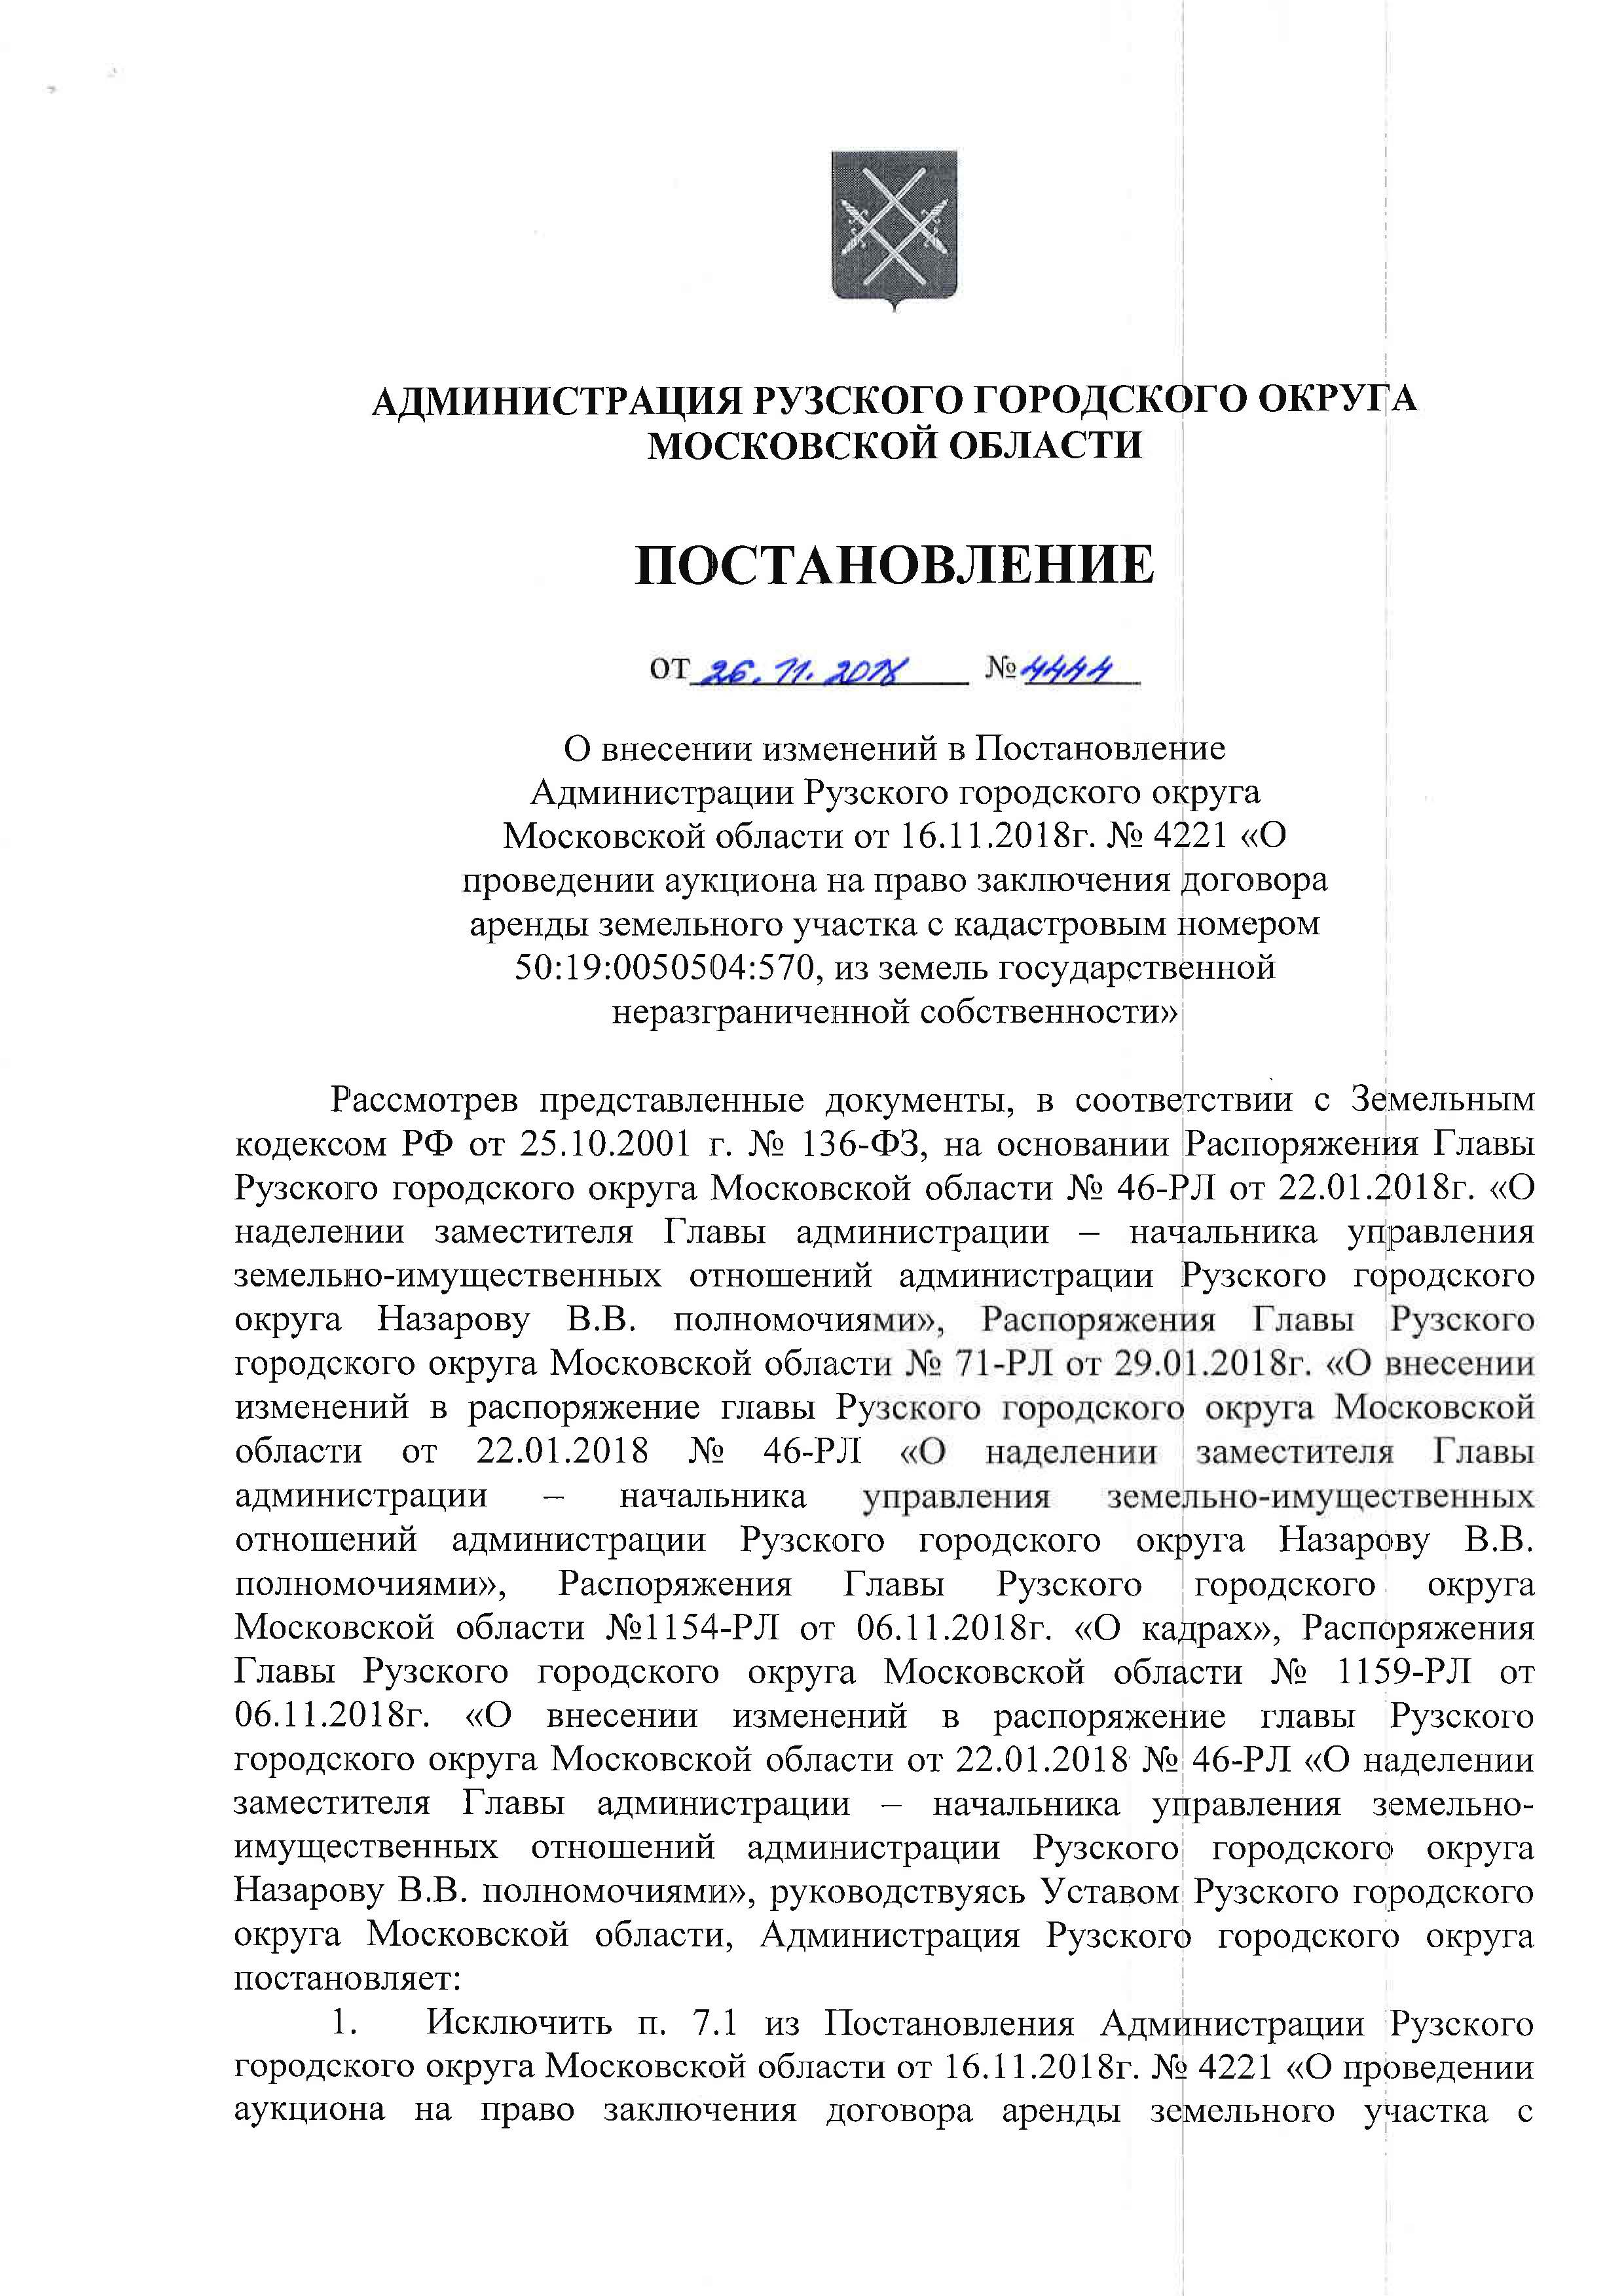 АДМИНИСТРАЦИЯ РУЗСКОГО ГОРОДСКОГО ОКРУГА
МОСКОВСКОЙ ОБЛАСТИ
ПОСТАНОВЛЕНИЕ
от 26.11.2018 № 4444
О внесении изменений в Постановление
Администрации Рузского городского округа
Московской области от 16.11.2018г. № 4221 «О
проведении аукциона на право заключения договора
аренды земельного участка с кадастровым номером
50:19:0050504:570, из земель государственной
неразграниченной собственности»
Рассмотрев представленные документы, в соответствии с Земельным
кодексом РФ от 25.10.2001 г. № 136-ФЗ, на основании Распоряжения Главы
Рузского городского округа Московской области № 46-РЛ от 22.01.2018г. «О
наделении заместителя Главы администрации – начальника управления
земельно-имущественных отношений администрации Рузского городского
округа Назарову В.В. полномочиями», Распоряжения Главы Рузского
городского округа Московской области № 71-РЛ от 29.01.2018г. «О внесении
изменений в распоряжение главы Рузского городского округа Московской
области от 22.01.2018 № 46-РЛ «О наделении заместителя Главы
администрации – начальника управления земельно-имущественных
отношений администрации Рузского городского округа Назарову В.В.
полномочиями», Распоряжения Главы Рузского городского округа
Московской области №1154-РЛ от 06.11.2018г. «О кадрах», Распоряжения
Главы Рузского городского округа Московской области № 1159-РЛ от
06.11.2018г. «О внесении изменений в распоряжение главы Рузского
городского округа Московской области от 22.01.2018 № 46-РЛ «О наделении
заместителя Главы администрации – начальника управления земельно-
имущественных отношений администрации Рузского городского округа
Назарову В.В. полномочиями», руководствуясь Уставом Рузского городского
округа Московской области, Администрация Рузского городского округа
постановляет:
1. Исключить п. 7.1 из Постановления Администрации Рузского
городского округа Московской области от 16.11.2018г. № 4221 «О проведении
аукциона на право заключения договора аренды земельного участка с